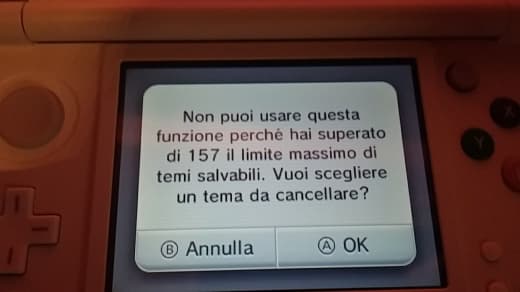 Non puoi usare questa
funzione perché hai superato
di 157 il limite massimo di
temi salvabili. Vuoi scegliere
un tema da cancellare?
Ⓑ Annulla
Ⓐ OK
X
Y